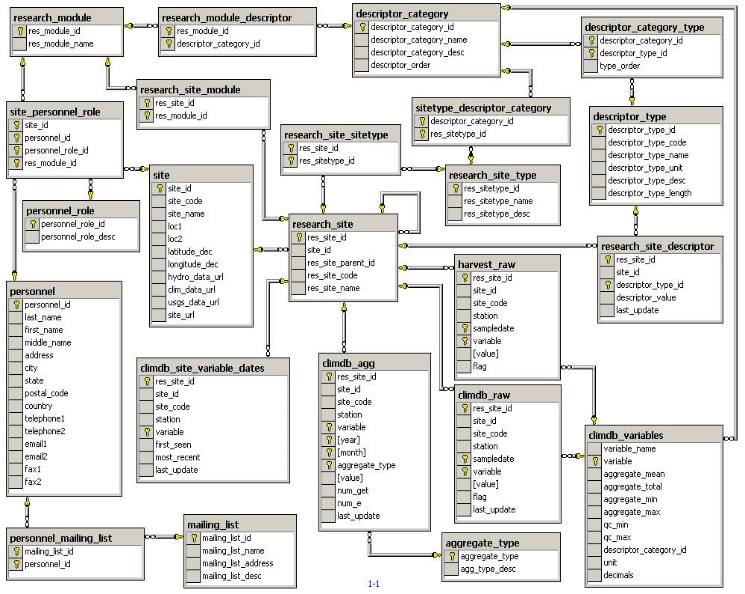 research_module
res_module_id
res_module_name
research_module_descriptor
res_module_id
descriptor_category_id
descriptor_category
descriptor_category_id
descriptor_category_name
descriptor_category_desc
descriptor_order
descriptor_category_type
descriptor_category_id
descriptor_type_id
type_order
research_site_module
res_site_id
res_module_id
site_personnel_role
site_id
personnel_id
personnel_role_id
res_module_id
sitetype_descriptor_category
descriptor_category_id
res_sitetype_id
descriptor_type
descriptor_type_id
descriptor_type_code
descriptor_type_name
descriptor_type_unit
descriptor_type_desc
descriptor_type_length
research_site_sitetype
res_site_id
res_sitetype_id
site
site_id
site_code
site_name
loc1
loc2
latitude_dec
longitude_dec
hydro_data_url
clim_data_url
usgs_data_url
site_url
research_site_type
res_sitetype_id
res_sitetype_name
res_sitetype_desc
personnel_role
personnel_role_id
personnel_role_desc
research_site
res_site_id
site_id
res_site_parent_id
res_site_code
res_site_name
research_site_descriptor
res_site_id
site_id
descriptor_type_id
descriptor_value
last_update
harvest_raw
res_site_id
site_id
site_code
station
sampledate
variable
[value]
flag
personnel
personnel_id
last_name
first_name
middle_name
address
city
state
postal_code
country
telephone1
telephone2
email1
email2
fax1
fax2
climdb_site_variable_dates
res_site_id
site_id
site_code
station
variable
first_seen
most_recent
last_update
climdb_agg
res_site_id
site_id
site_code
station
variable
[year]
[month]
aggregate_type
[value]
num_get
num_e
last_update
climdb_raw
res_site_id
site_id
site_code
station
sampledate
variable
[value]
flag
last_update
climdb_variables
variable_name
variable
aggregate_mean
aggregate_total
aggregate_min
aggregate_max
qc_min
qc_max
descriptor_category_id
unit
decimals
personnel_mailing_list
mailing_list_id
personnel_id
mailing_list
mailing_list_id
mailing_list_name
mailing_list_address
mailing_list_desc
aggregate_type
aggregate_type
agg_type_desc
1-1